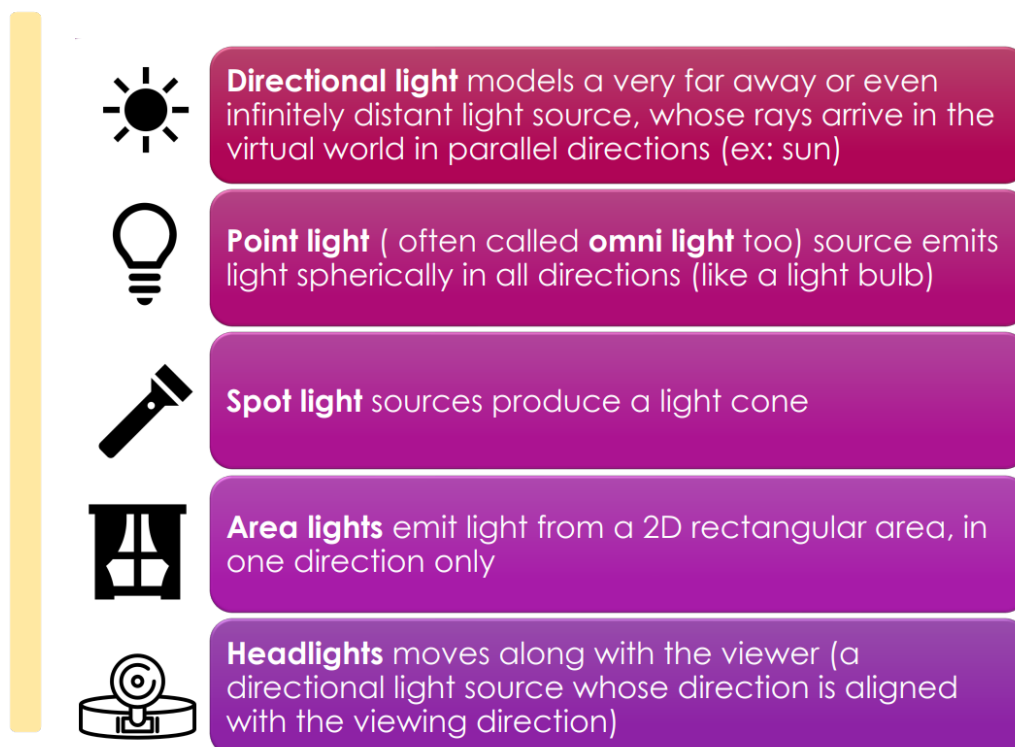 Directional light models a very far away or even
infinitely distant light source, whose rays arrive in the
virtual world in parallel directions (ex: sun)
Point light ( often called omni light too) source emits
light spherically in all directions (like a light bulb)
Spot light sources produce a light cone
Area lights emit light from a 2D rectangular area, in
one direction only
Headlights moves along with the viewer (a
directional light source whose direction is aligned
with the viewing direction)